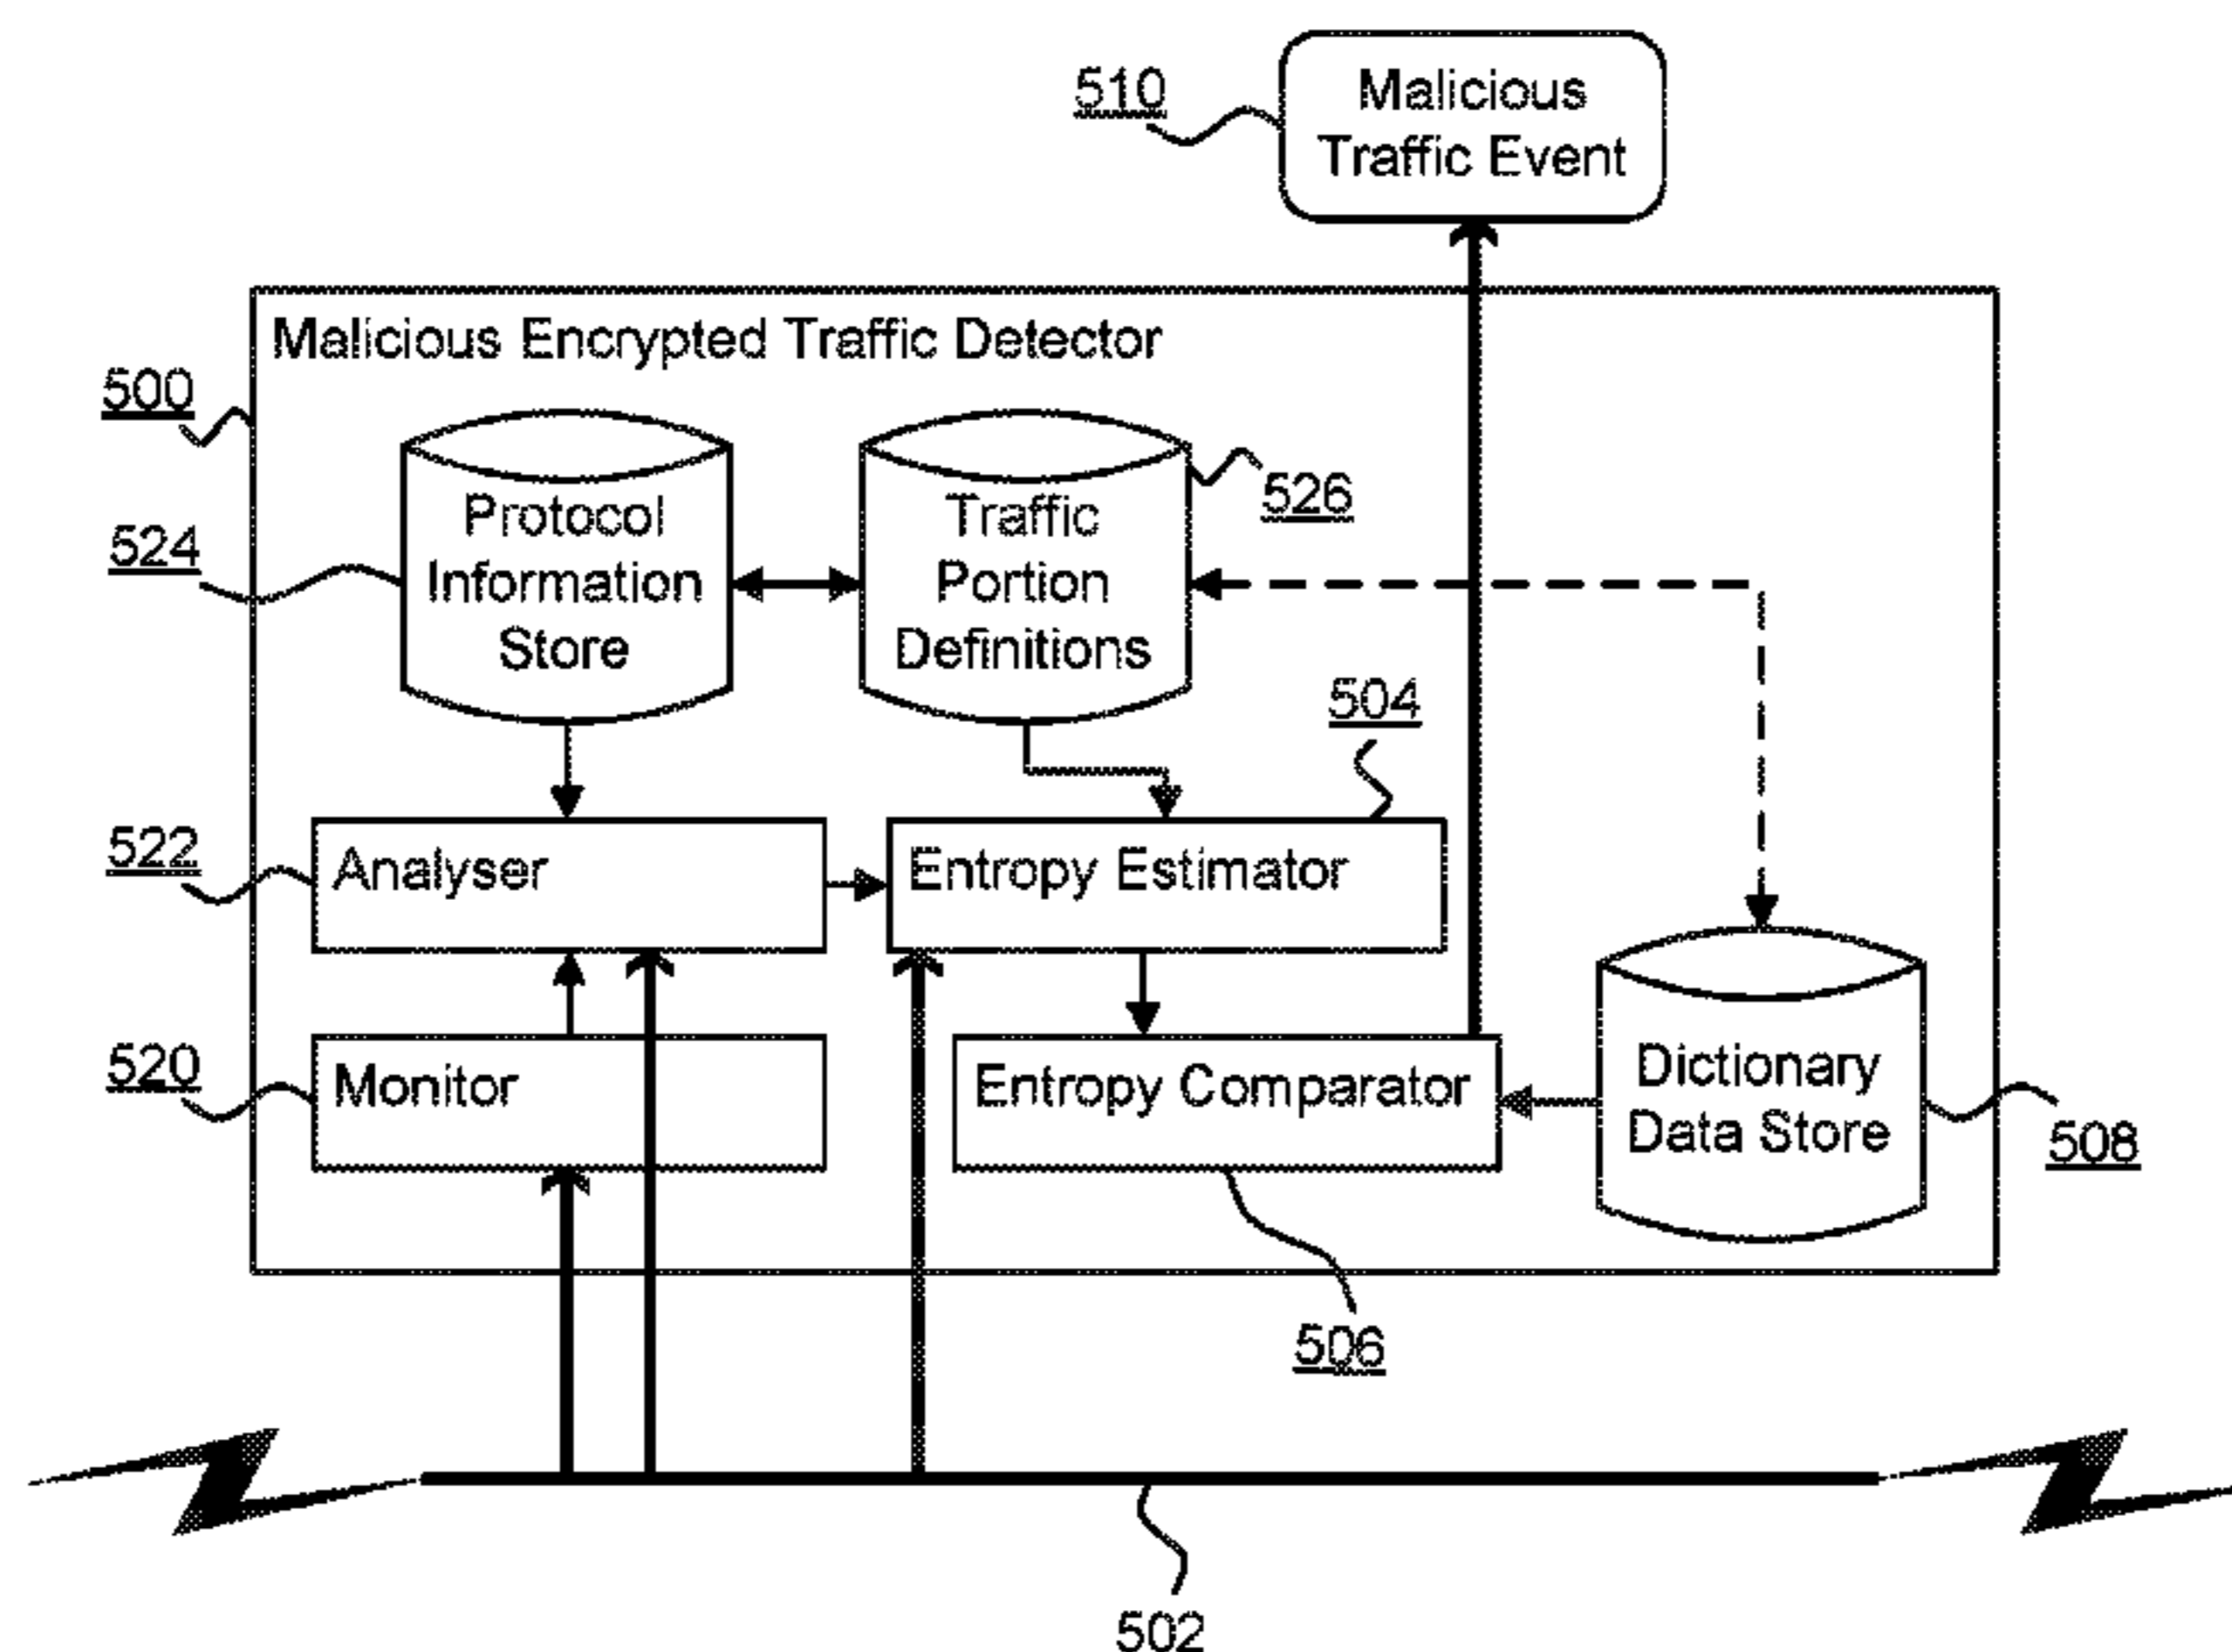 510
Malicious
Traffic Event
Malicious Encrypted Traffic Detector
500
Protocol
Information
Store
524
Traffic
Portion
Definitions
526
504
522
Analyser
Entropy Estimator
520
Monitor
Entropy Comparator
Dictionary
Data Store
508
506
502